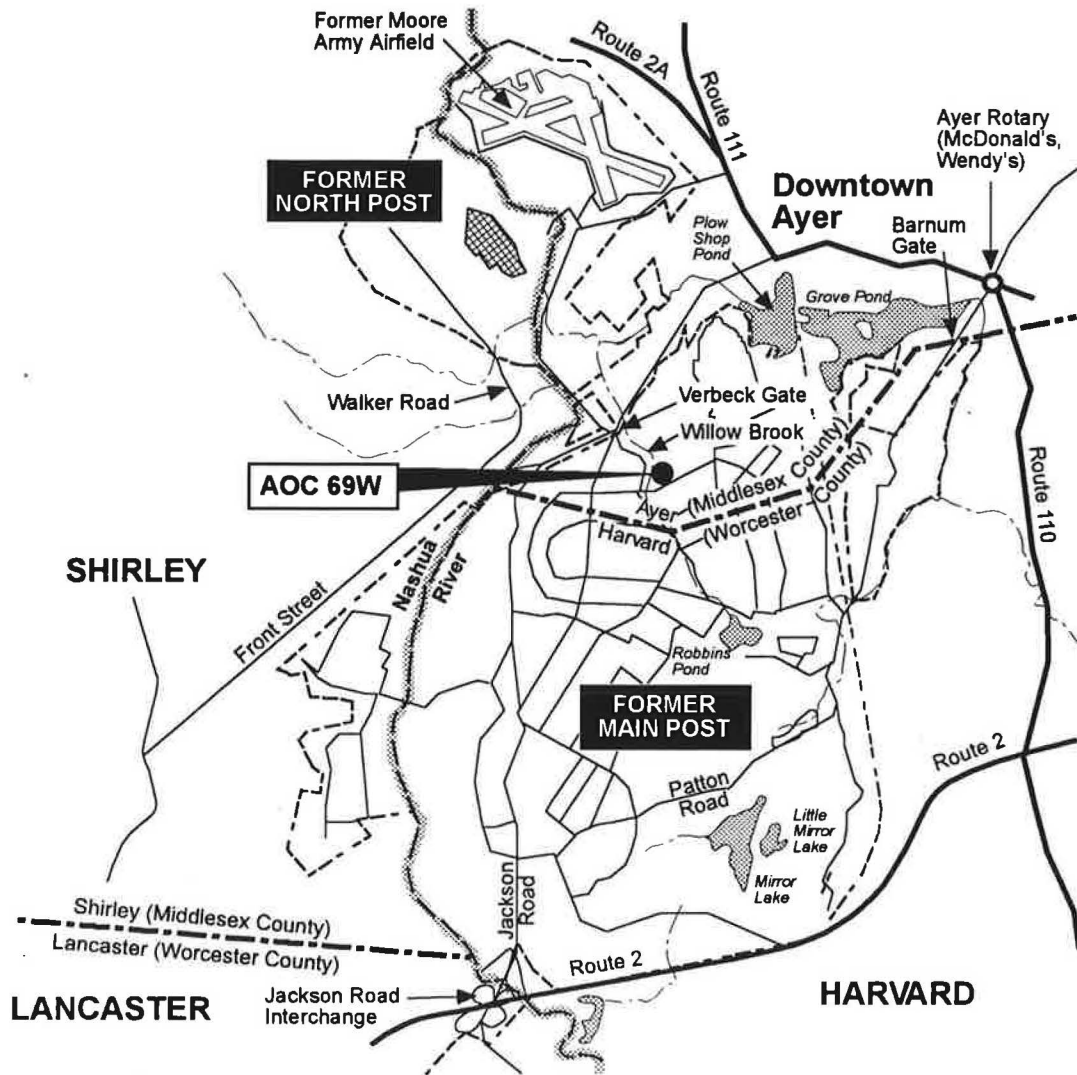 Former Moore
Army Airfield
Route 2A
Route 111
Ayer Rotary
(McDonald's,
Wendy's)
FORMER
NORTH POST
Downtown
Ayer
Barnum
Gate
Plow
Shop
Pond
Grove Pond
Walker Road
Verbeck Gate
Willow Brook
AOC 69W
Ayer (Middlesex County)
Harvard (Worcester County)
Route 110
SHIRLEY
Nashua
River
Front Street
Robbins
Pond
FORMER
MAIN POST
Route 2
Patton
Road
Little
Mirror
Lake
Mirror
Lake
Jackson
Road
Shirley (Middlesex County)
Lancaster (Worcester County)
Route 2
LANCASTER
Jackson Road
Interchange
HARVARD